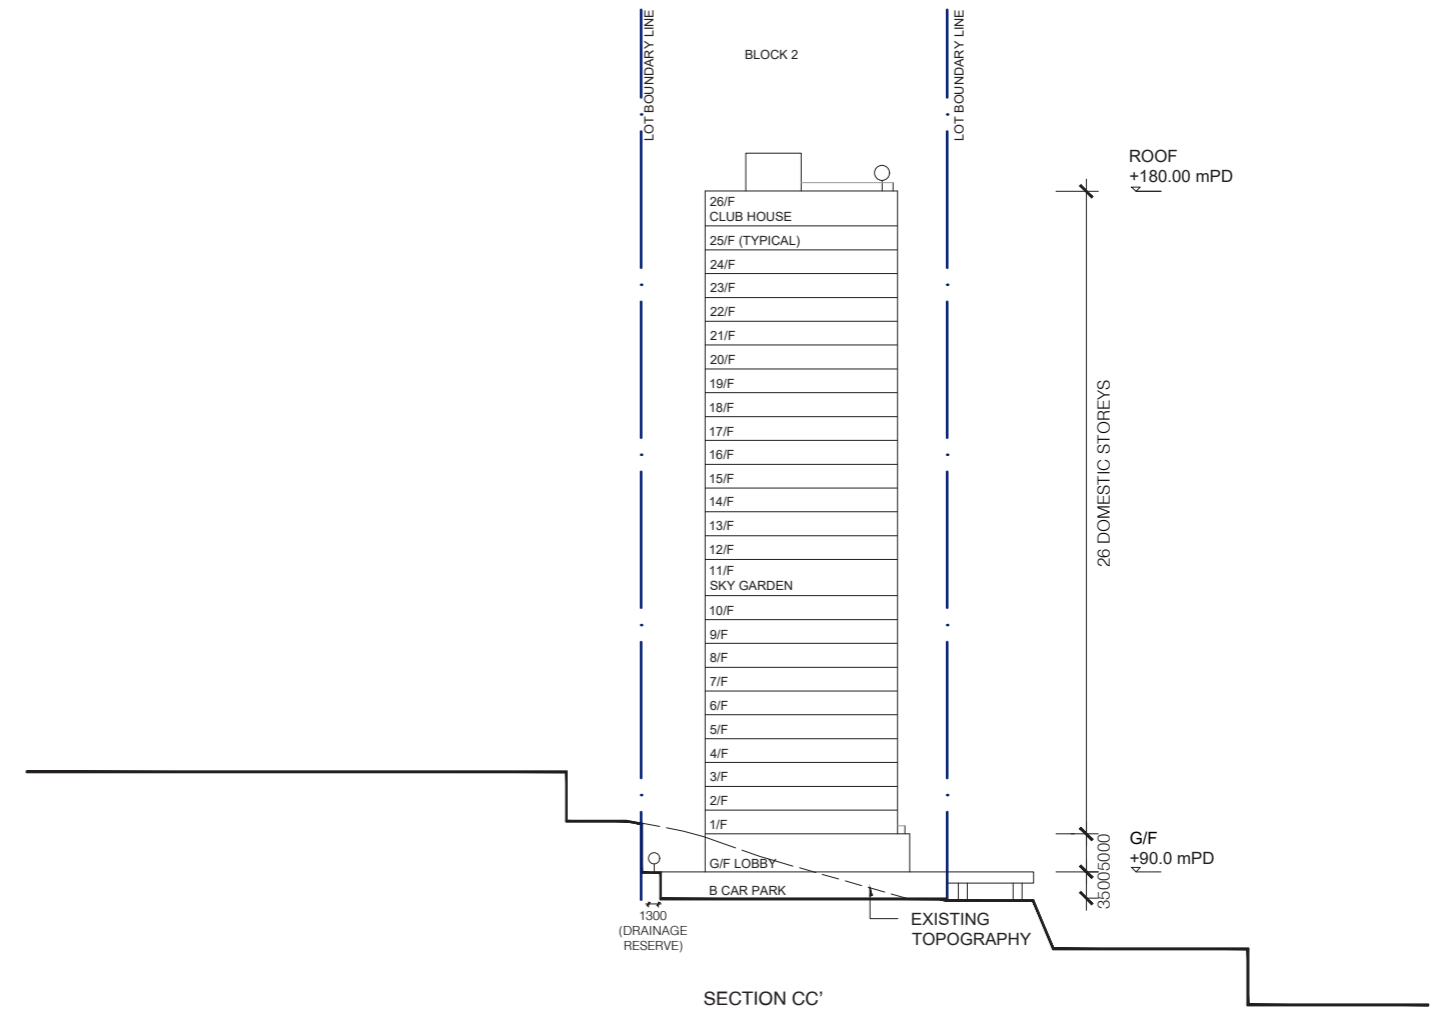 LOT BOUNDARY LINE
BLOCK 2
LOT BOUNDARY LINE
ROOF
+180.00 mPD
26/F
CLUB HOUSE
25/F (TYPICAL)
24/F
23/F
22/F
21/F
20/F
19/F
18/F
17/F
16/F
15/F
14/F
13/F
12/F
11/F
SKY GARDEN
10/F
9/F
8/F
7/F
6/F
5/F
4/F
3/F
2/F
1/F
G/F LOBBY
B CAR PARK
26 DOMESTIC STOREYS
5000
3500
G/F
+90.0 mPD
1300
(DRAINAGE
RESERVE)
EXISTING
TOPOGRAPHY
SECTION CC'